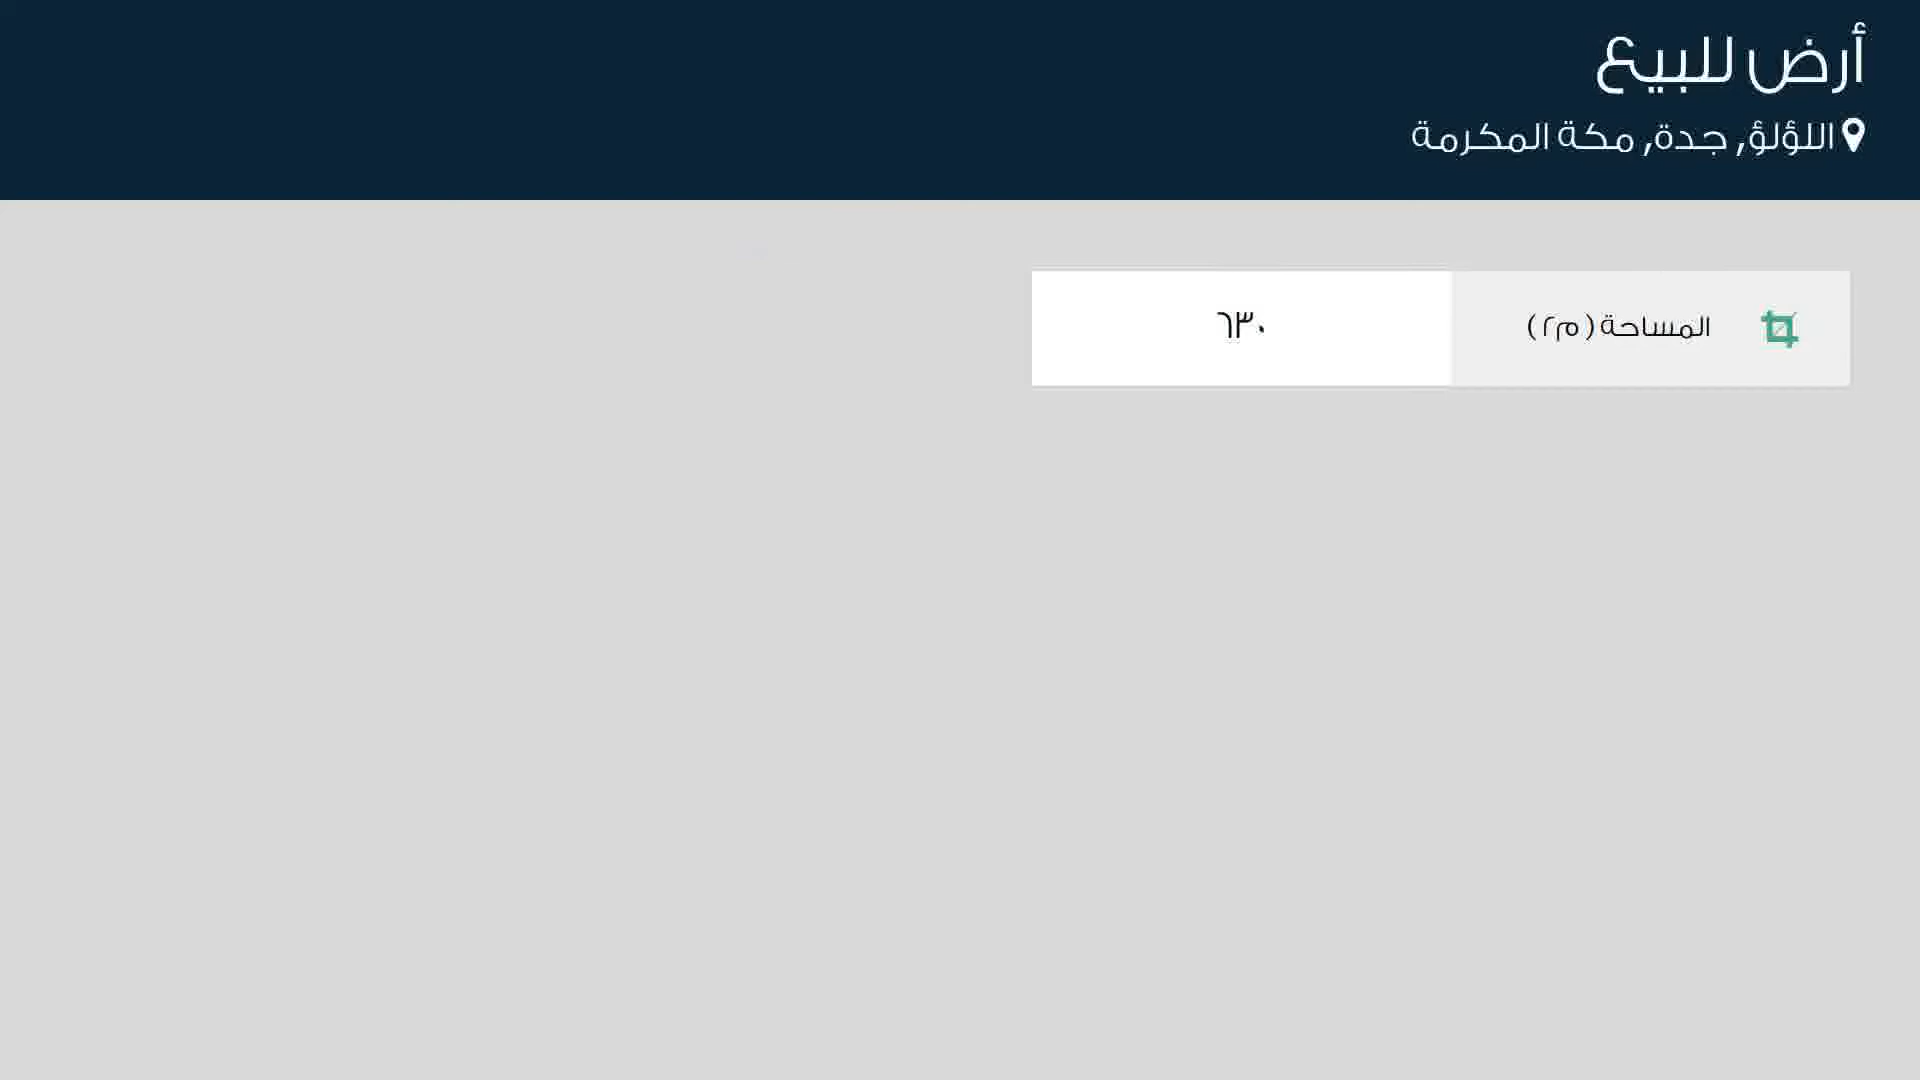 أرض للبيع
اللؤلؤ, جدة, مكة المكرمة
المساحة (م٢)
٦٣٠